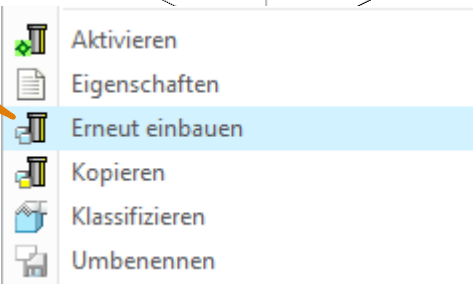 Aktivieren
Eigenschaften
Erneut einbauen
Kopieren
Klassifizieren
Umbenennen